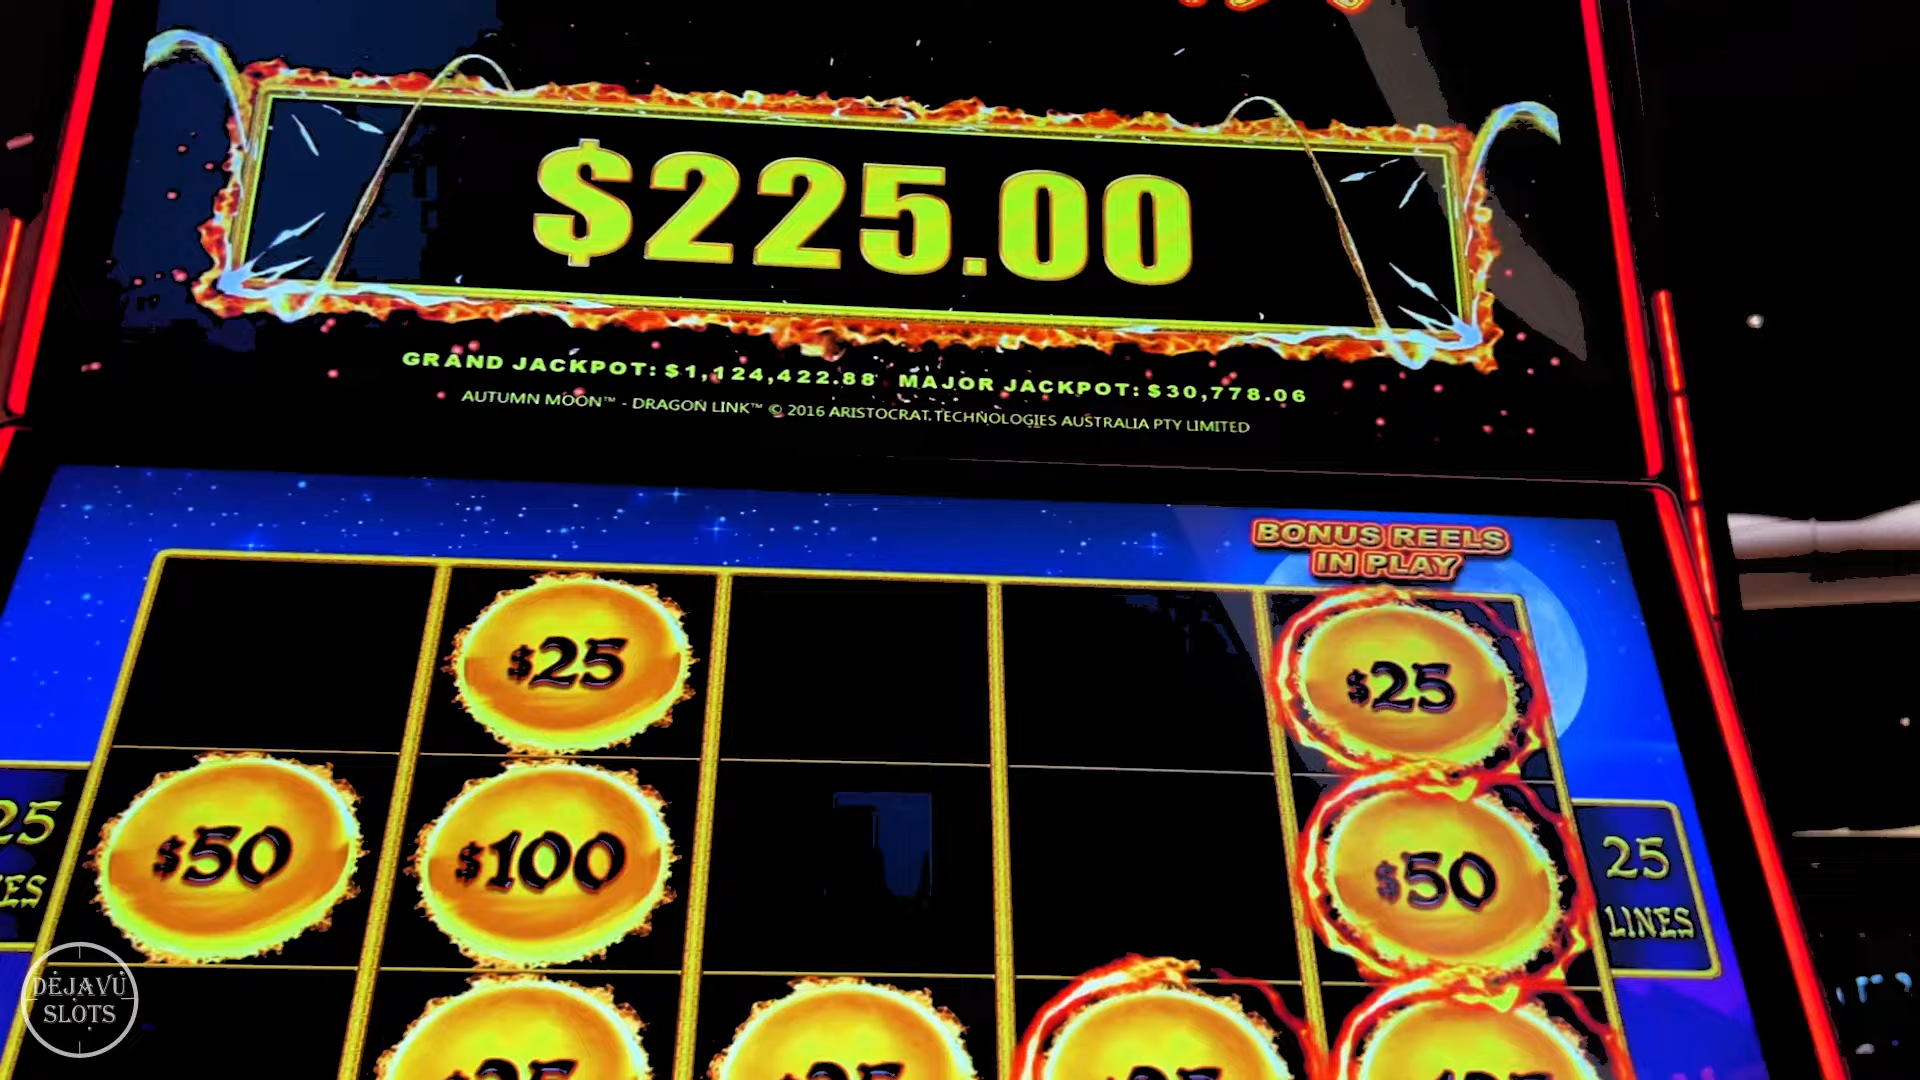 $225.00
GRAND JACKPOT: $1,124,422.88 MAJOR JACKPOT: $30,778.06
AUTUMN MOON™ - DRAGON LINK™ © 2016 ARISTOCRAT TECHNOLOGIES AUSTRALIA PTY LIMITED
BONUS REELS
IN PLAY
$25
$25
$50
$100
$50
25
25
LINES
DÉJAVÚ
SLOTS